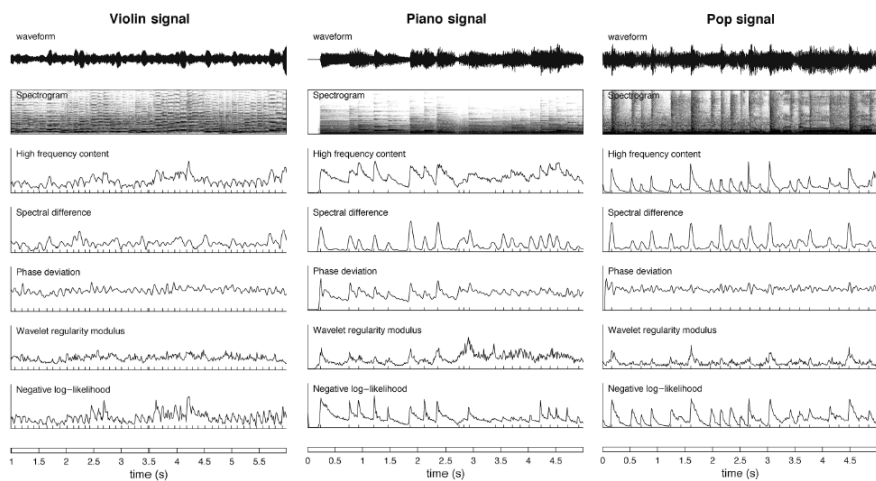 Violin signal
waveform
Spectrogram
High frequency content
Spectral difference
Phase deviation
Wavelet regularity modulus
Negative log-likelihood
1 1.5 2 2.5 3 3.5 4 4.5 5 5.5
time (s)
Piano signal
waveform
Spectrogram
High frequency content
Spectral difference
Phase deviation
Wavelet regularity modulus
Negative log-likelihood
0 0.5 1 1.5 2 2.5 3 3.5 4 4.5 5
time (s)
Pop signal
waveform
Spectrogram
High frequency content
Spectral difference
Phase deviation
Wavelet regularity modulus
Negative log-likelihood
0 0.5 1 1.5 2 2.5 3 3.5 4 4.5 5
time (s)